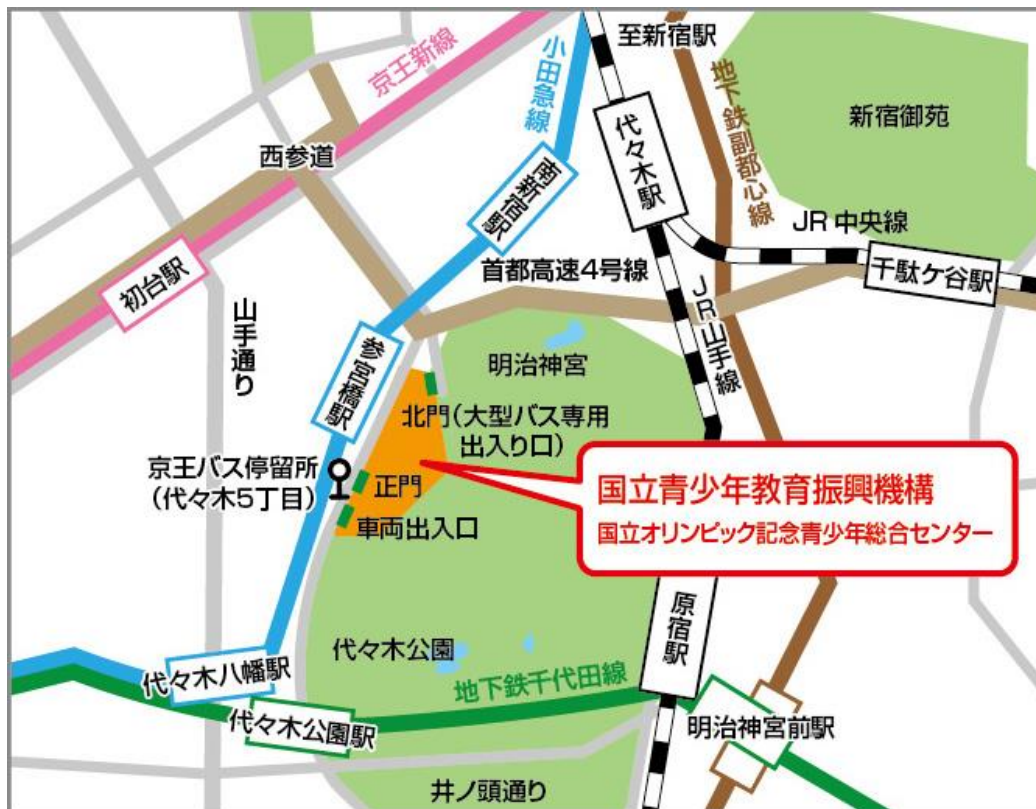 至新宿駅
京王新線
小田急線
地下鉄副都心線
新宿御苑
代々木駅
西参道
南新宿駅
JR中央線
初台駅
首都高速4号線
千駄ケ谷駅
山手通り
JR山手線
参宮橋駅
明治神宮
北門(大型バス専用
出入り口)
京王バス停留所
(代々木5丁目)
正門
車両出入口
国立青少年教育振興機構
国立オリンピック記念青少年総合センター
原宿駅
代々木公園
代々木八幡駅
地下鉄千代田線
代々木公園駅
明治神宮前駅
井ノ頭通り